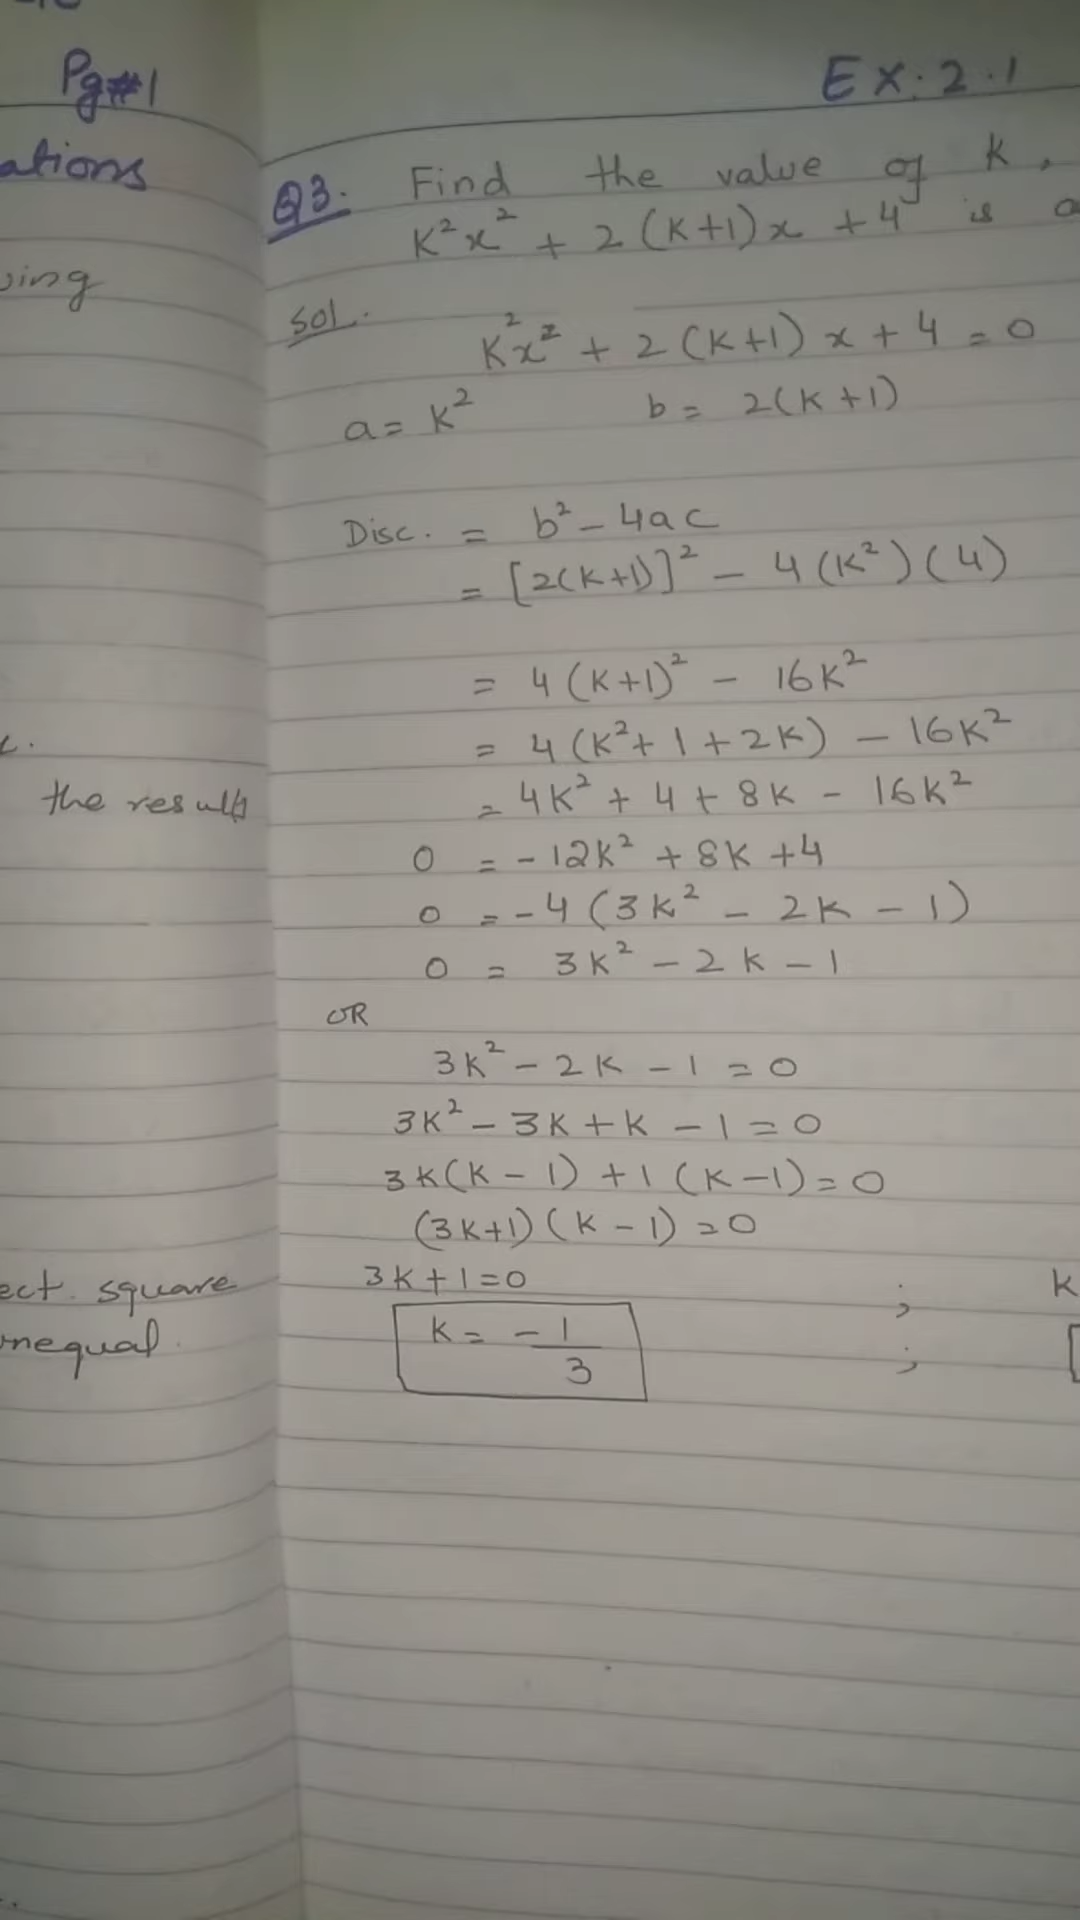 Pg#1
ations
the results
ect. square
unequal.
Ex: 2.1
Q3. Find the value of k,
K²x² + 2(K+1)x + 4 is a
Sol.
K²x² + 2(K+1)x + 4 = 0
a = K² b = 2(K+1)
Disc. = b² - 4ac
= [2(K+1)]² - 4(K²)(4)
= 4(K+1)² - 16K²
= 4(K²+1+2K) - 16K²
= 4K² + 4 + 8K - 16K²
0 = -12K² + 8K + 4
0 = -4(3K² - 2K - 1)
0 = 3K² - 2K - 1
OR
3K² - 2K - 1 = 0
3K² - 3K + K - 1 = 0
3K(K - 1) + 1(K-1) = 0
(3K+1)(K-1) = 0
3K+1=0 ; K
K = -1/3 ;